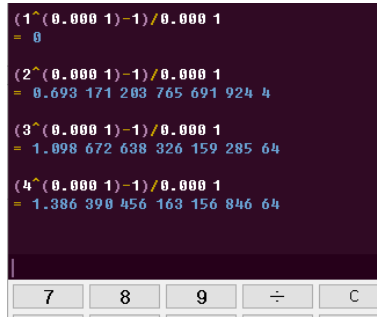 (1^(0.000 1)-1)/0.000 1
= 0
(2^(0.000 1)-1)/0.000 1
= 0.693 171 203 765 691 924 4
(3^(0.000 1)-1)/0.000 1
= 1.098 672 638 326 159 285 64
(4^(0.000 1)-1)/0.000 1
= 1.386 390 456 163 156 846 64
7 8 9 ÷ C